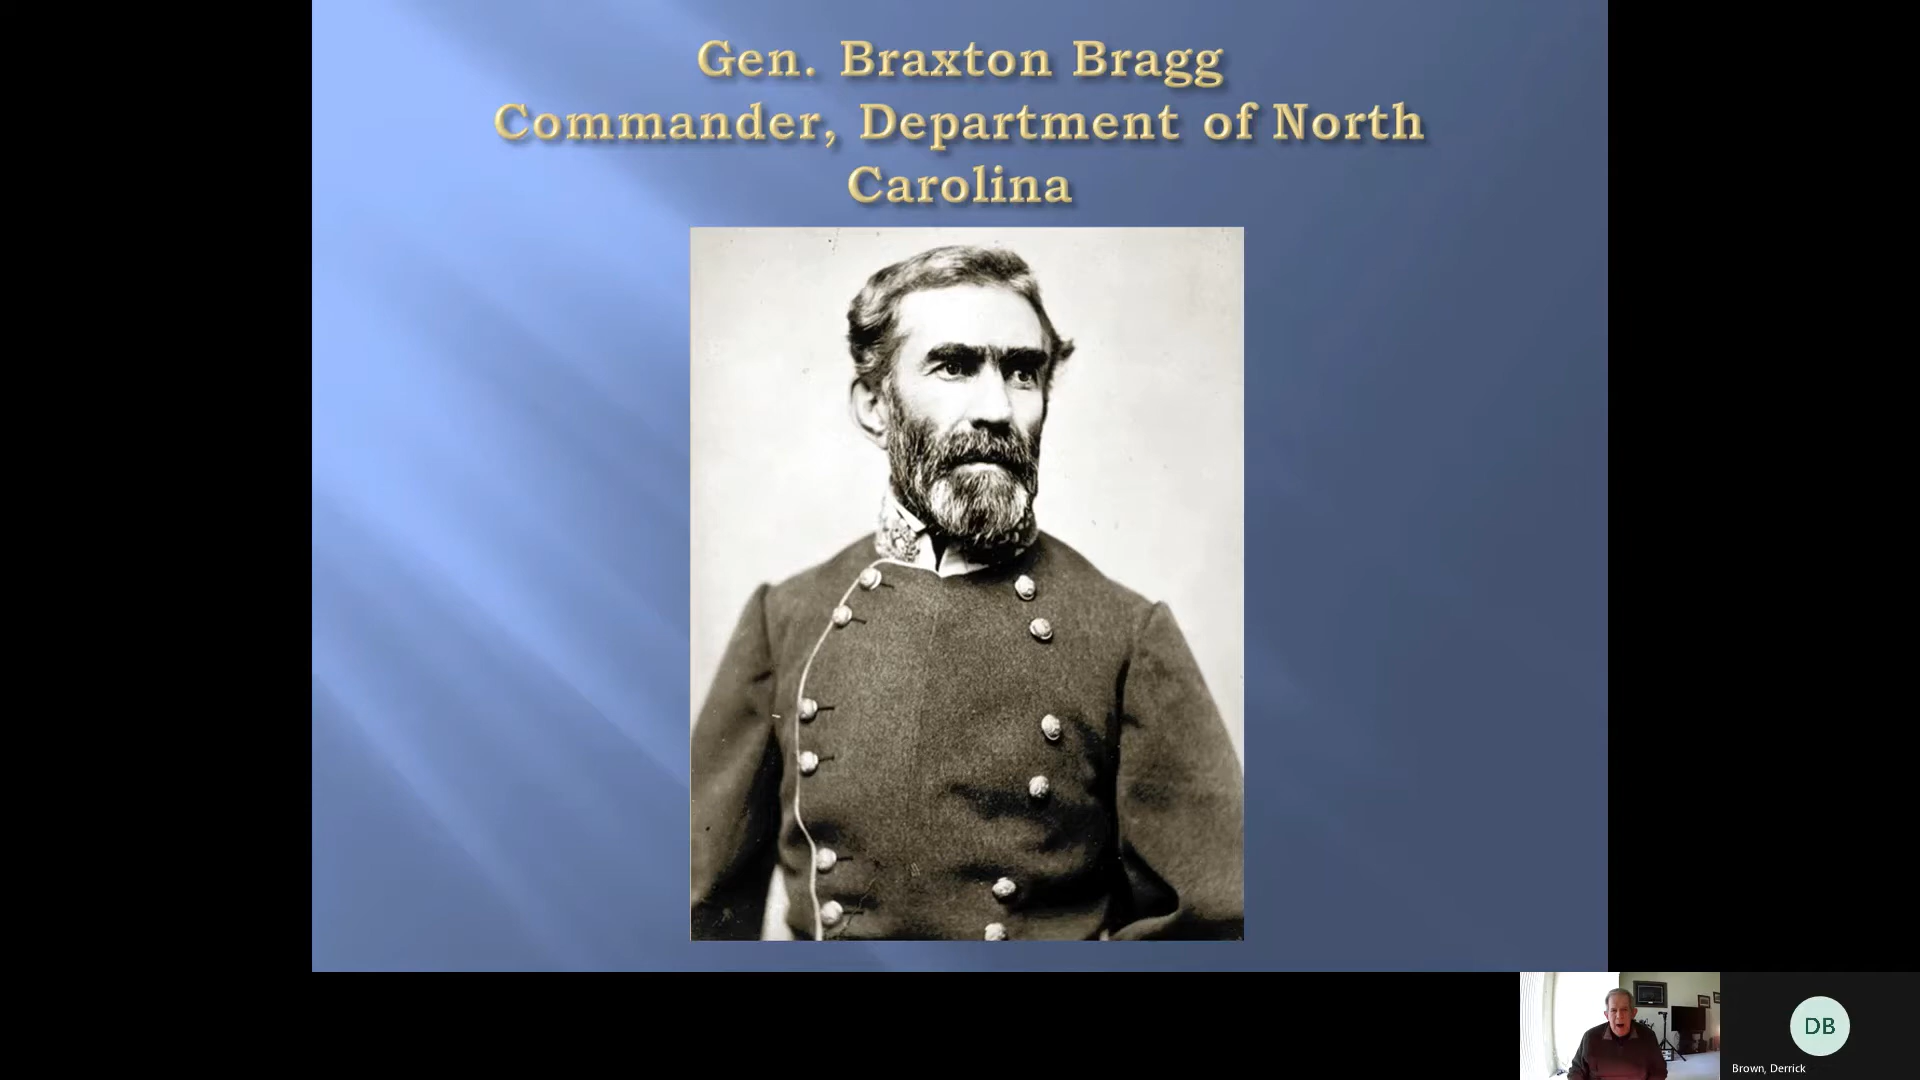 Gen. Braxton Bragg
Commander, Department of North
Carolina
DB
Brown, Derrick